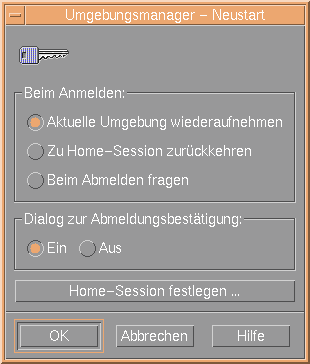 Umgebungsmanager – Neustart
Beim Anmelden:
Aktuelle Umgebung wiederaufnehmen
Zu Home–Session zurückkehren
Beim Abmelden fragen
Dialog zur Abmeldungsbestätigung:
Ein Aus
Home–Session festlegen ...
OK Abbrechen Hilfe